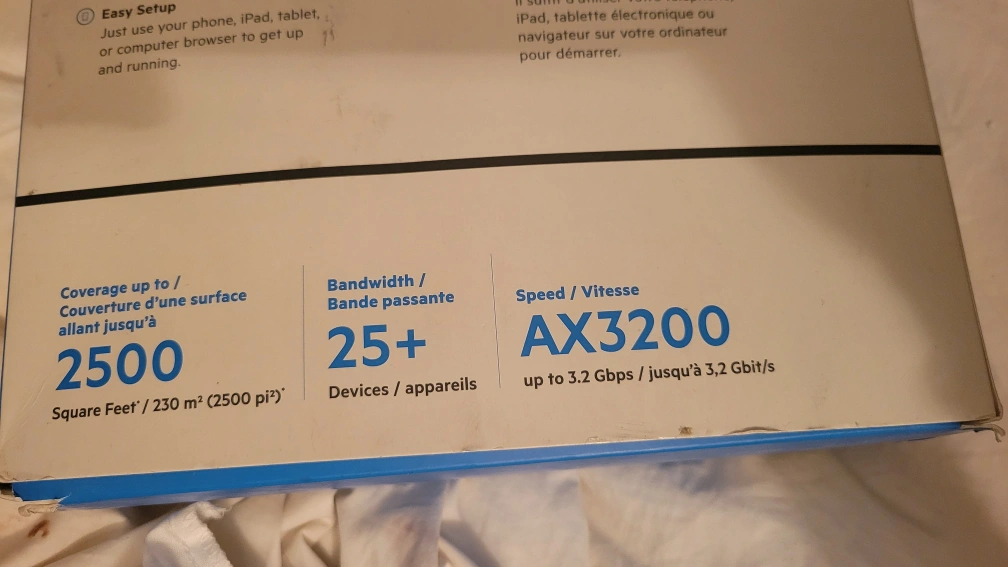 Easy Setup
Just use your phone, iPad, tablet,
or computer browser to get up
and running.
iPad, tablette électronique ou
navigateur sur votre ordinateur
pour démarrer.
Coverage up to /
Couverture d'une surface
allant jusqu'à
2500
Square Feet* / 230 m² (2500 pi²)*
Bandwidth /
Bande passante
25+
Devices / appareils
Speed / Vitesse
AX3200
up to 3.2 Gbps / jusqu'à 3,2 Gbit/s